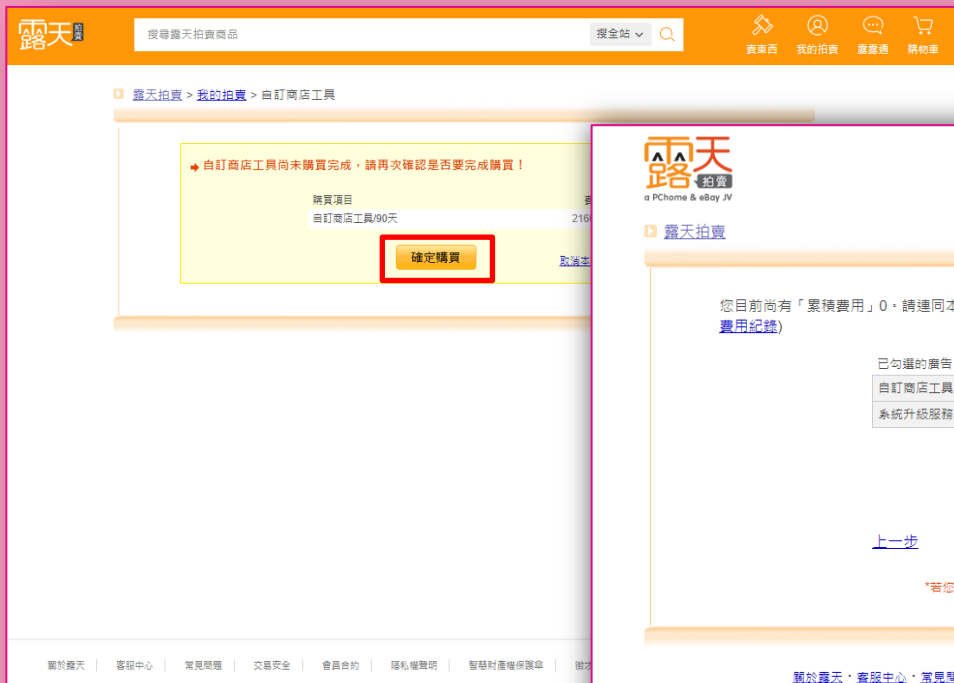 露天拍賣
搜尋露天拍賣商品
搜全站
賣東西
我的拍賣
露露通
購物車
露天拍賣 > 我的拍賣 > 自訂商店工具
自訂商店工具尚未購買完成，請再次確認是否要完成購買！
購買項目
自訂商店工具/90天
216
確定購買
取消本
關於露天
客服中心
常見問題
交易安全
會員合約
隱私權聲明
智慧財產權保護傘
徵才
露天
拍賣
a PChome & eBay JV
露天拍賣
您目前尚有「累積費用」0。請連同本
費用紀錄)
已勾選的廣告
自訂商店工具
系統升級服務
上一步
*若您
關於露天．客服中心．常見問